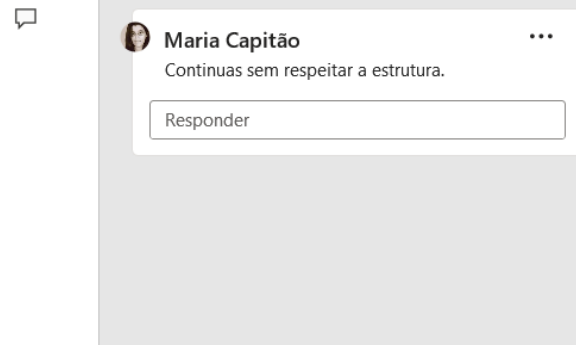 Maria Capitão
Continuas sem respeitar a estrutura.
Responder